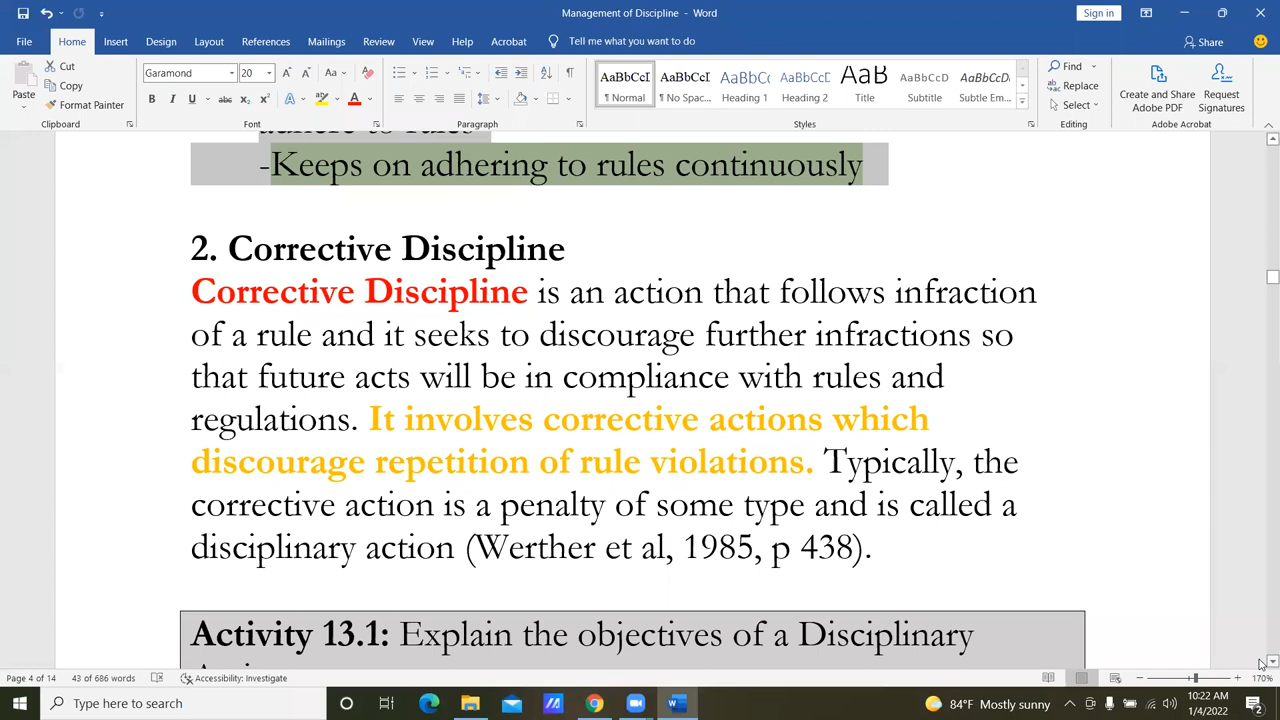 Management of Discipline - Word
Sign in
File Home Insert Design Layout References Mailings Review View Help Acrobat Tell me what you want to do Share
Paste Cut Copy Format Painter
Garamond 20
AaBbCcI AaBbCcI AaBbCcI AaBbCcI AaB AaBbCcI AaBbCcI
¶ Normal ¶ No Spac... Heading 1 Heading 2 Title Subtitle Subtle Em...
Find Replace Select
Create and Share Adobe PDF
Request Signatures
Clipboard Font Paragraph Styles Editing Adobe Acrobat
adhere to rules
-Keeps on adhering to rules continuously
2. Corrective Discipline
Corrective Discipline is an action that follows infraction
of a rule and it seeks to discourage further infractions so
that future acts will be in compliance with rules and
regulations. It involves corrective actions which
discourage repetition of rule violations. Typically, the
corrective action is a penalty of some type and is called a
disciplinary action (Werther et al, 1985, p 438).
Activity 13.1: Explain the objectives of a Disciplinary
Page 4 of 14 43 of 686 words Accessibility: Investigate 170%
Type here to search 84°F Mostly sunny 10:22 AM
1/4/2022